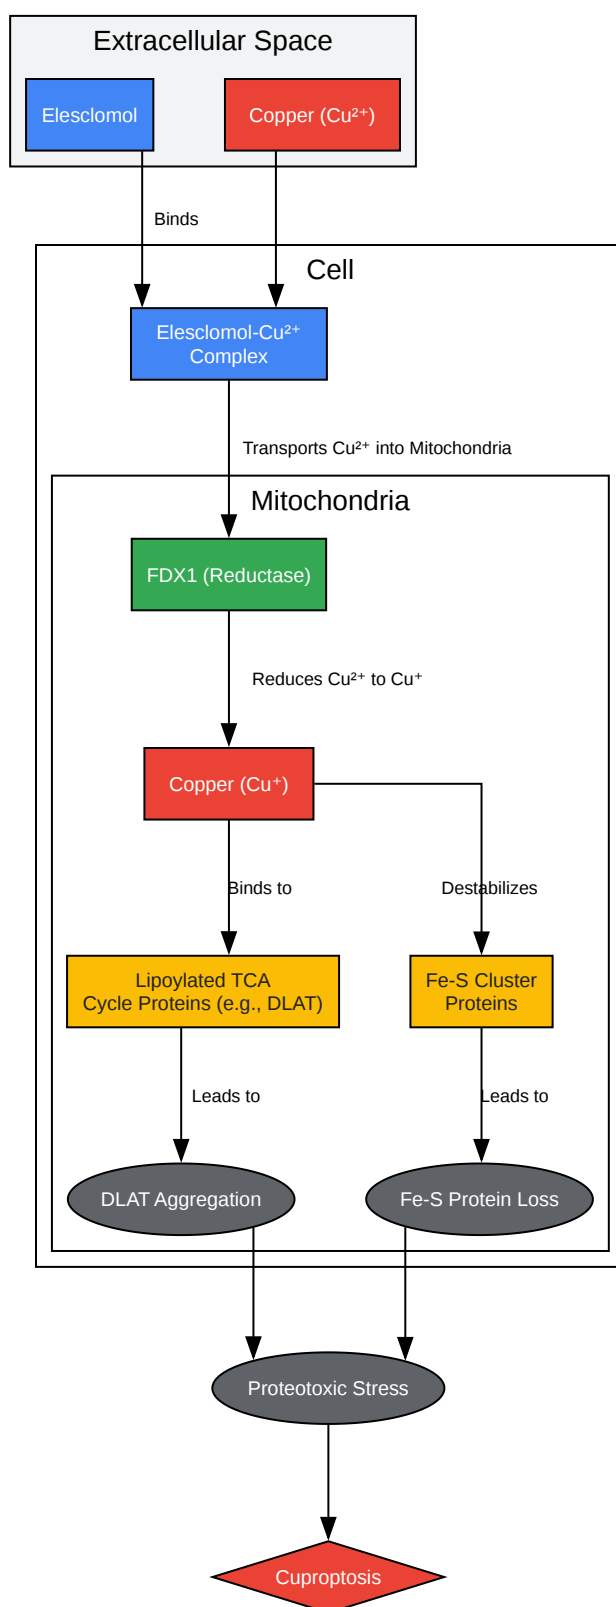 Extracellular Space
Elesclomol
Copper (Cu²⁺)
Binds
Cell
Elesclomol-Cu²⁺
Complex
Transports Cu²⁺ into Mitochondria
Mitochondria
FDX1 (Reductase)
Reduces Cu²⁺ to Cu⁺
Copper (Cu⁺)
Binds to
Destabilizes
Lipoylated TCA
Cycle Proteins (e.g., DLAT)
Fe-S Cluster
Proteins
Leads to
Leads to
DLAT Aggregation
Fe-S Protein Loss
Proteotoxic Stress
Cuproptosis